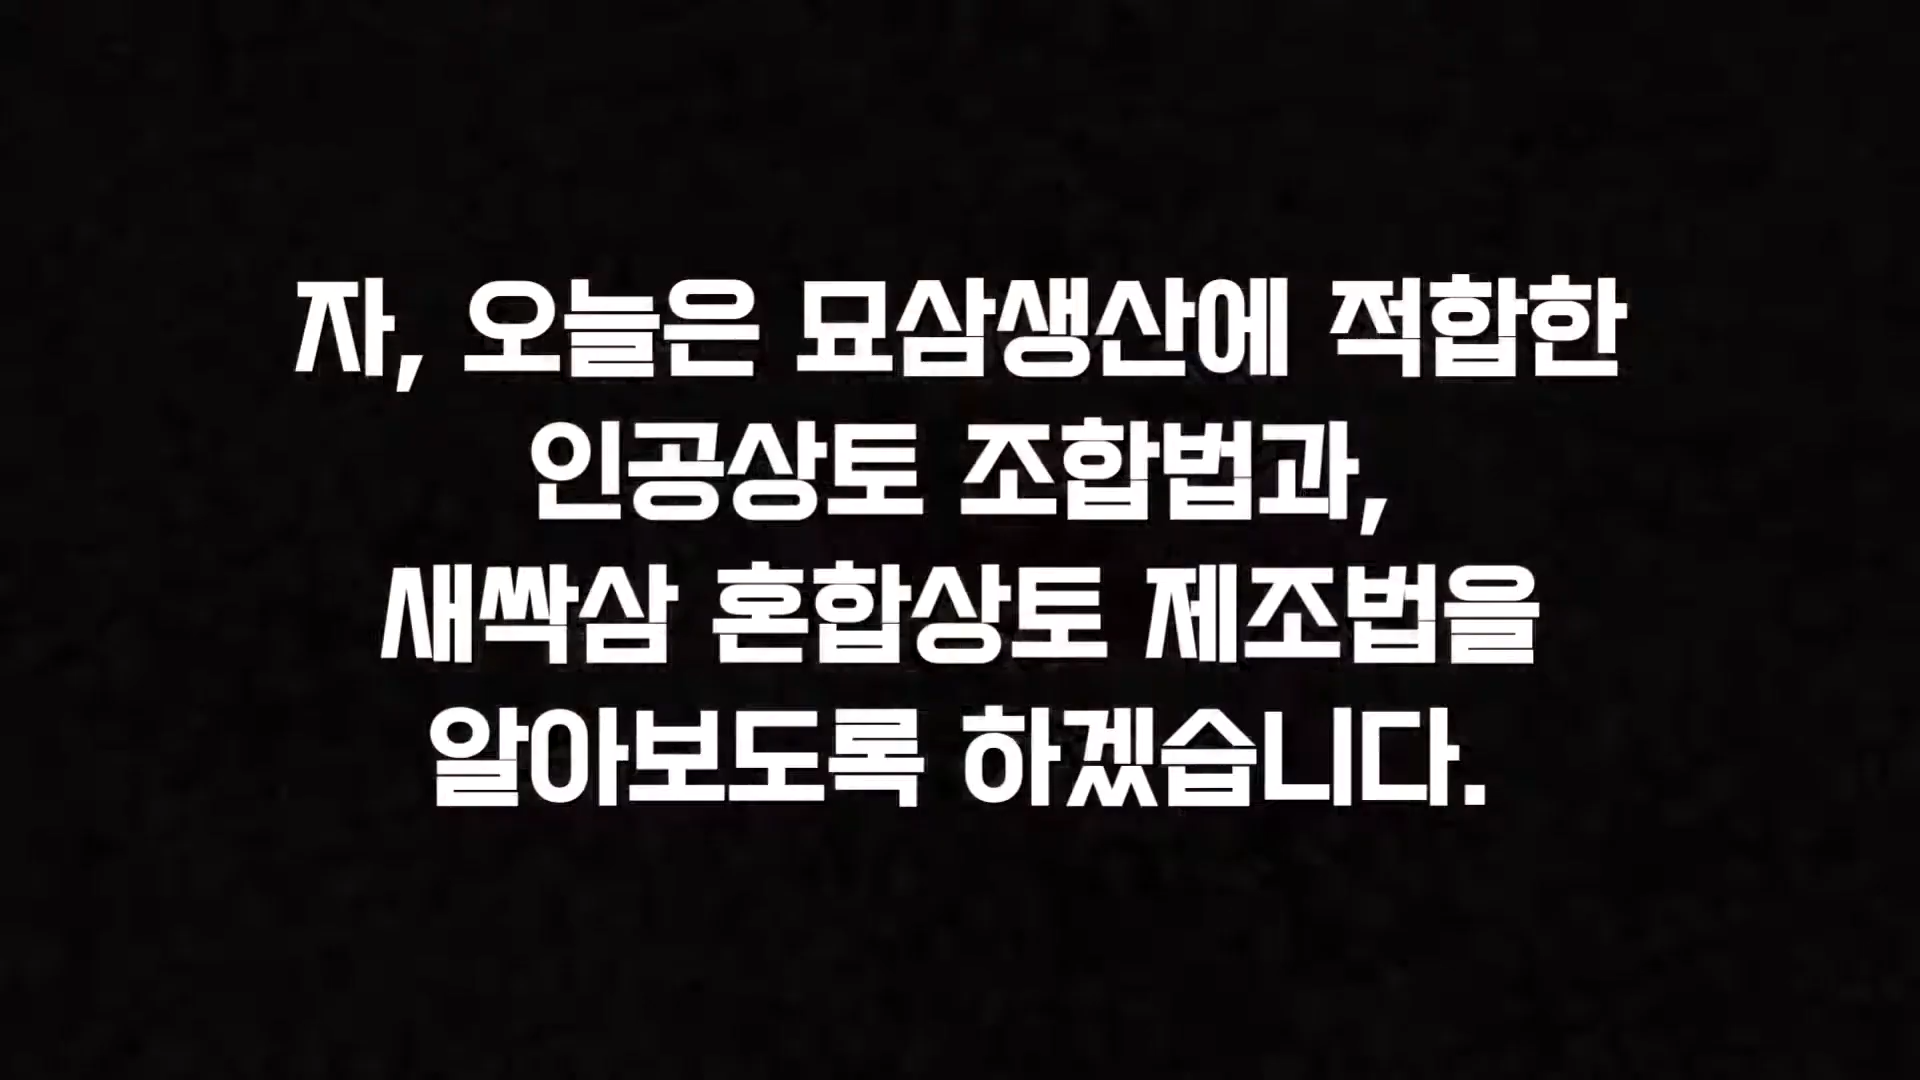 자, 오늘은 묘삼생산에 적합한
인공상토 조합법과,
새싹삼 혼합상토 제조법을
알아보도록 하겠습니다.